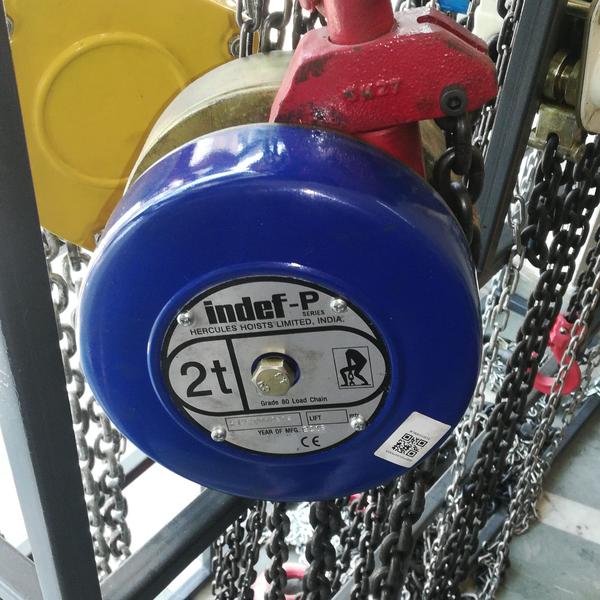 indef-P
SERIES
HERCULES HOISTS LIMITED, INDIA.
2t
Grade 80 Load Chain
LIFT
YEAR OF MFG.
CE